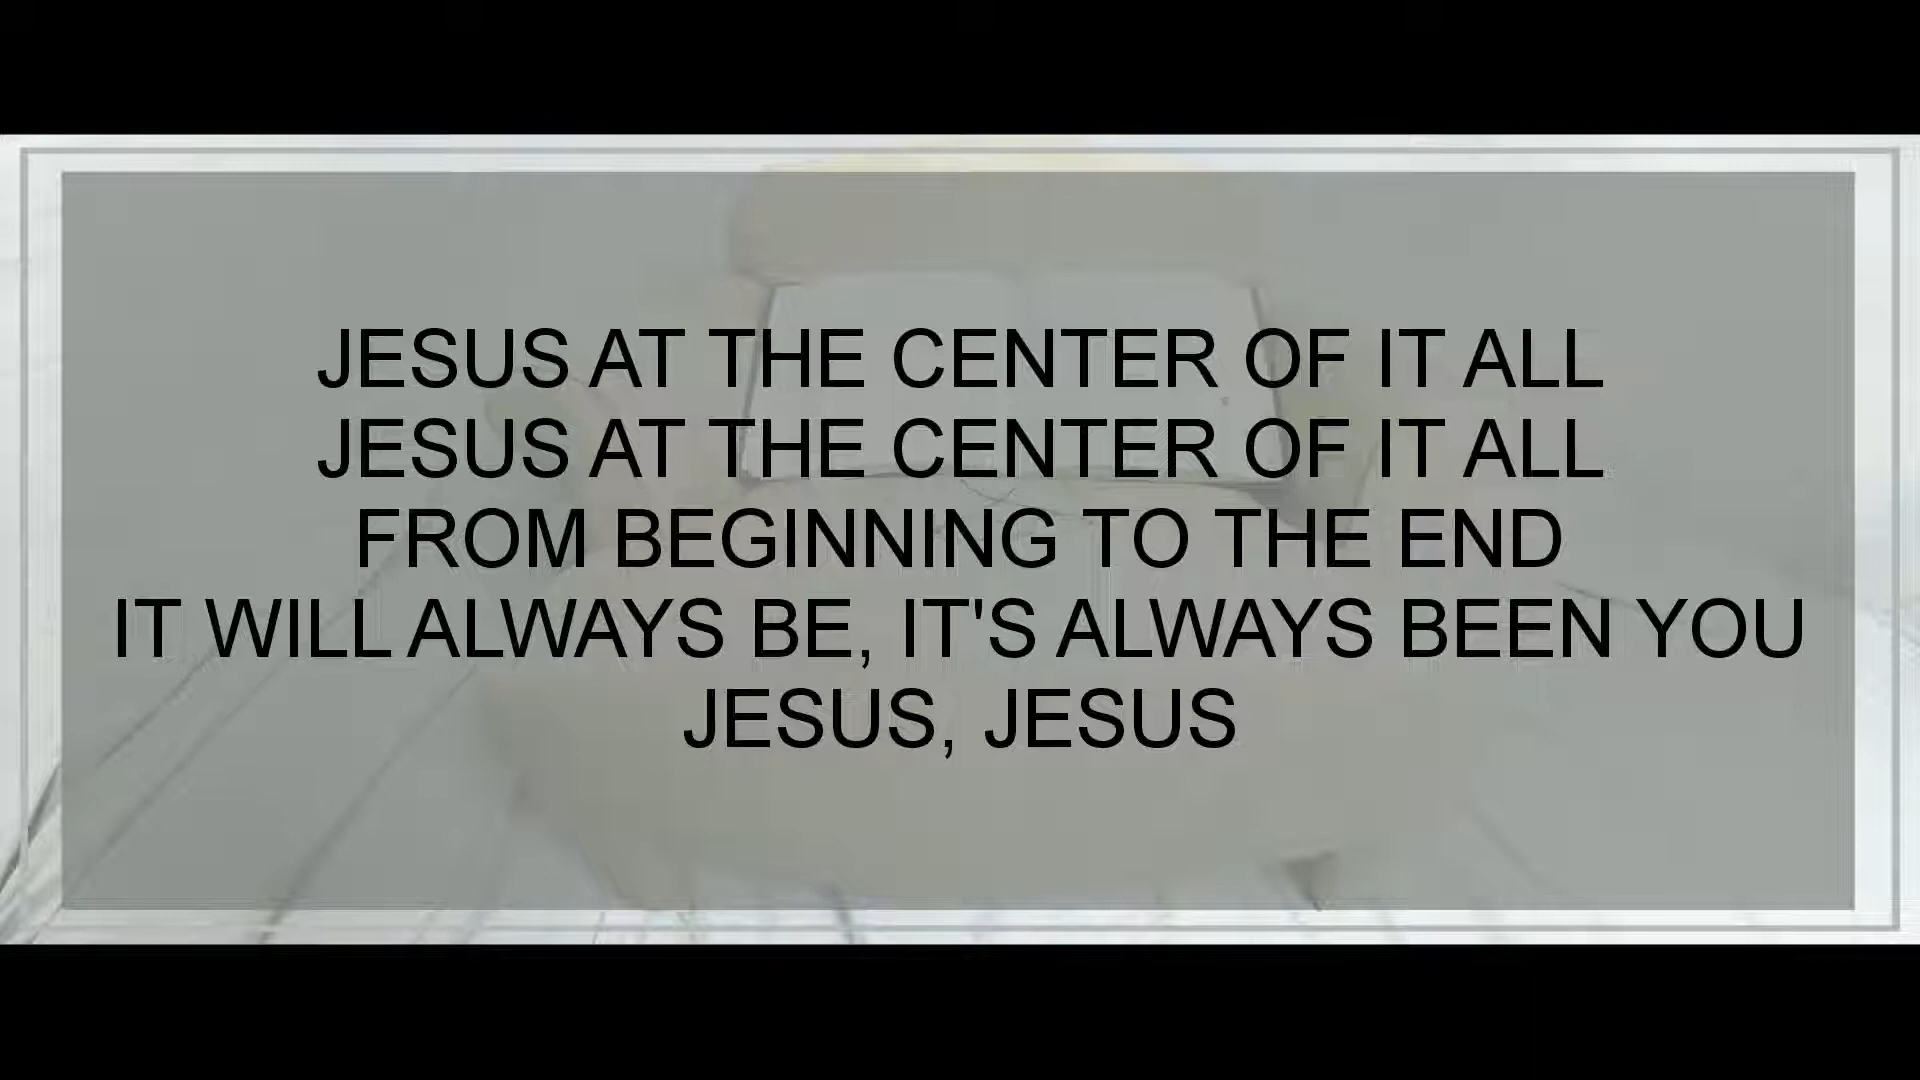 JESUS AT THE CENTER OF IT ALL
JESUS AT THE CENTER OF IT ALL
FROM BEGINNING TO THE END
IT WILL ALWAYS BE, IT'S ALWAYS BEEN YOU
JESUS, JESUS